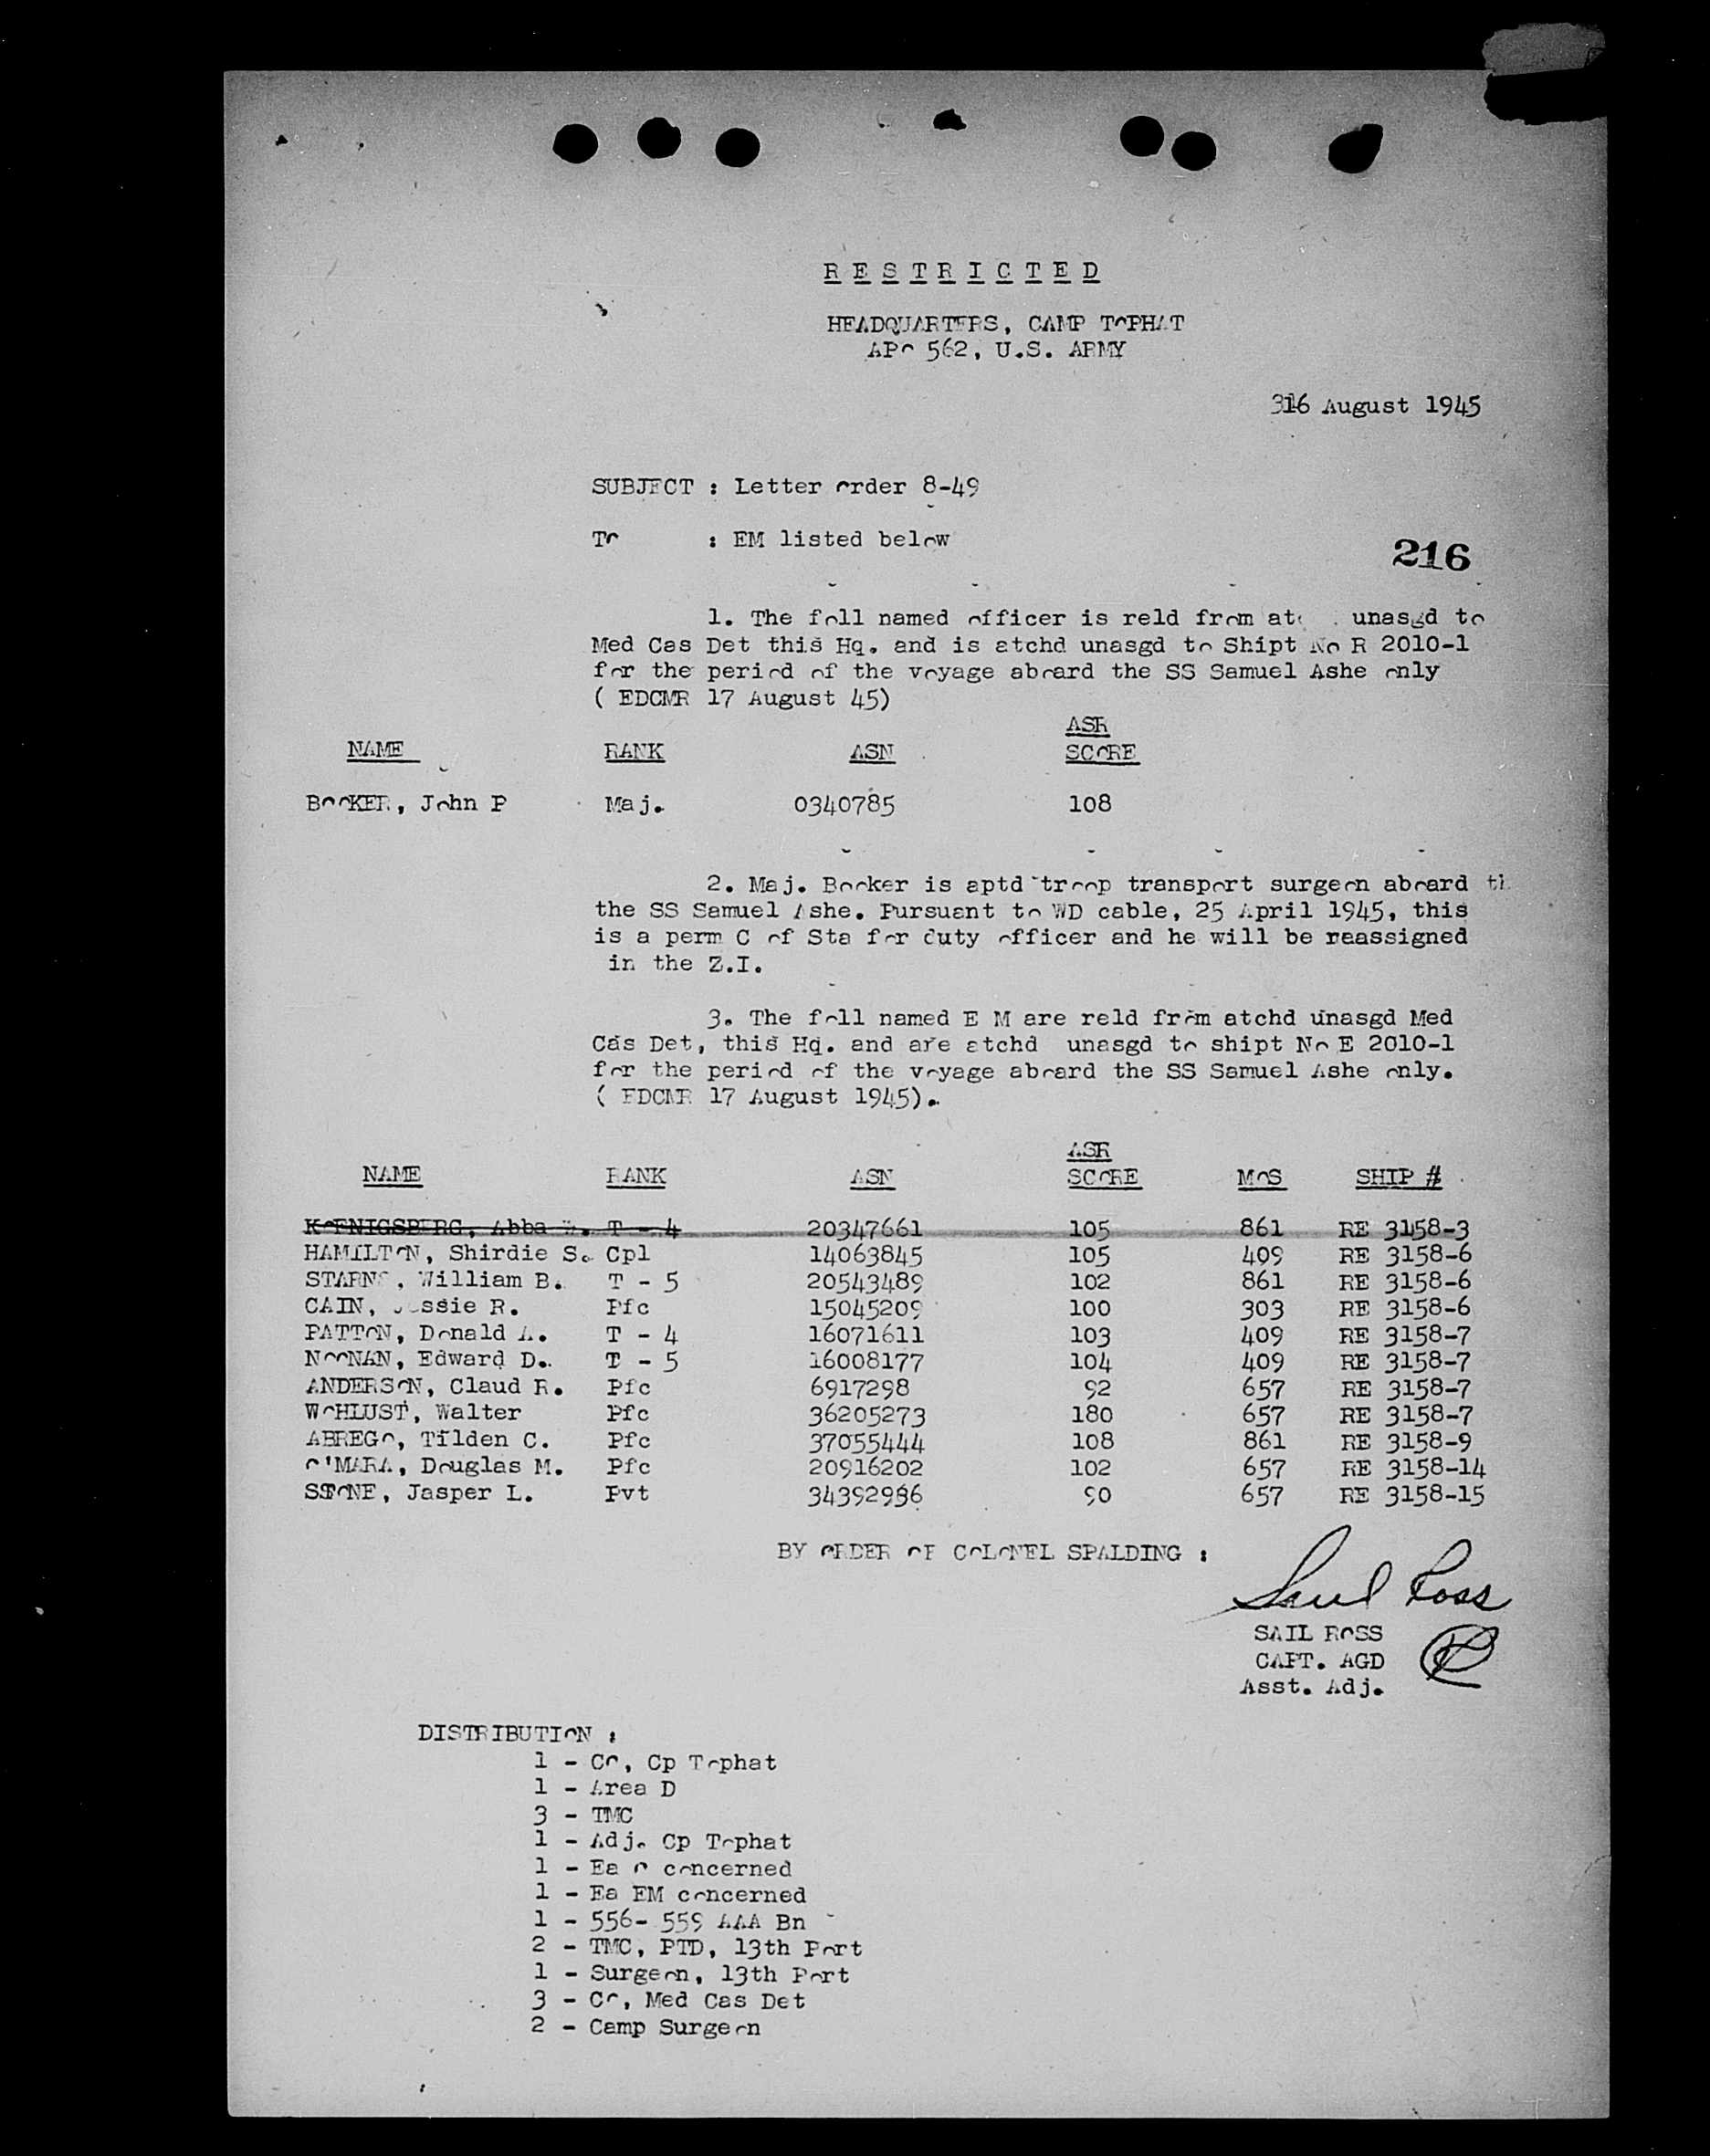 RESTRICTED
HEADQUARTERS, CAMP TOPHAT
APO 562, U.S. ARMY
316 August 1945
SUBJECT : Letter order 8-49
To : EM listed below
216
1. The foll named officer is reld from unasgd to
Med Cas Det this Hq. and is atchd unasgd to Shipt No R 2010-1
for the period of the voyage aboard the SS Samuel Ashe only
( EDCMR 17 August 45)
ASR
NAME RANK ASN SCORE
BOOKER, John P Maj. 0340785 108
2. Maj. Booker is aptd troop transport surgeon aboard th
the SS Samuel Ashe. Pursuant to WD cable, 25 April 1945, this
is a perm C of Sta for duty officer and he will be reassigned
in the Z.I.
3. The foll named E M are reld from atchd unasgd Med
Cas Det, this Hq. and are atchd unasgd to shipt No E 2010-1
for the period of the voyage aboard the SS Samuel Ashe only.
( EDCMR 17 August 1945).
ASR
NAME RANK ASN SCORE MOS SHIP #
KOENIGSBERG, Abba T - 4 20347661 105 861 RE 3158-3
HAMILTON, Shirdie S. Cpl 14063845 105 409 RE 3158-6
STARNS, William B. T - 5 20543489 102 861 RE 3158-6
CAIN, Jessie R. Pfc 15045209 100 303 RE 3158-6
PATTON, Donald A. T - 4 16071611 103 409 RE 3158-7
NOONAN, Edward D. T - 5 16008177 104 409 RE 3158-7
ANDERSON, Claud R. Pfc 6917298 92 657 RE 3158-7
WOHLUST, Walter Pfc 36205273 180 657 RE 3158-7
ABREGO, Tilden C. Pfc 37055444 108 861 RE 3158-9
O'MARA, Douglas M. Pfc 20916202 102 657 RE 3158-14
STONE, Jasper L. Pvt 34392996 90 657 RE 3158-15
BY ORDER OF COLONEL SPALDING :
Saul Ross
SAIL ROSS
CAPT. AGD
Asst. Adj.
DISTRIBUTION :
1 - CO, Cp Tophat
1 - Area D
3 - TMC
1 - Adj. Cp Tophat
1 - Ea O concerned
1 - Ea EM concerned
1 - 556- 559 AAA Bn
2 - TMC, PTD, 13th Port
1 - Surgeon, 13th Port
3 - CO, Med Cas Det
2 - Camp Surgeon